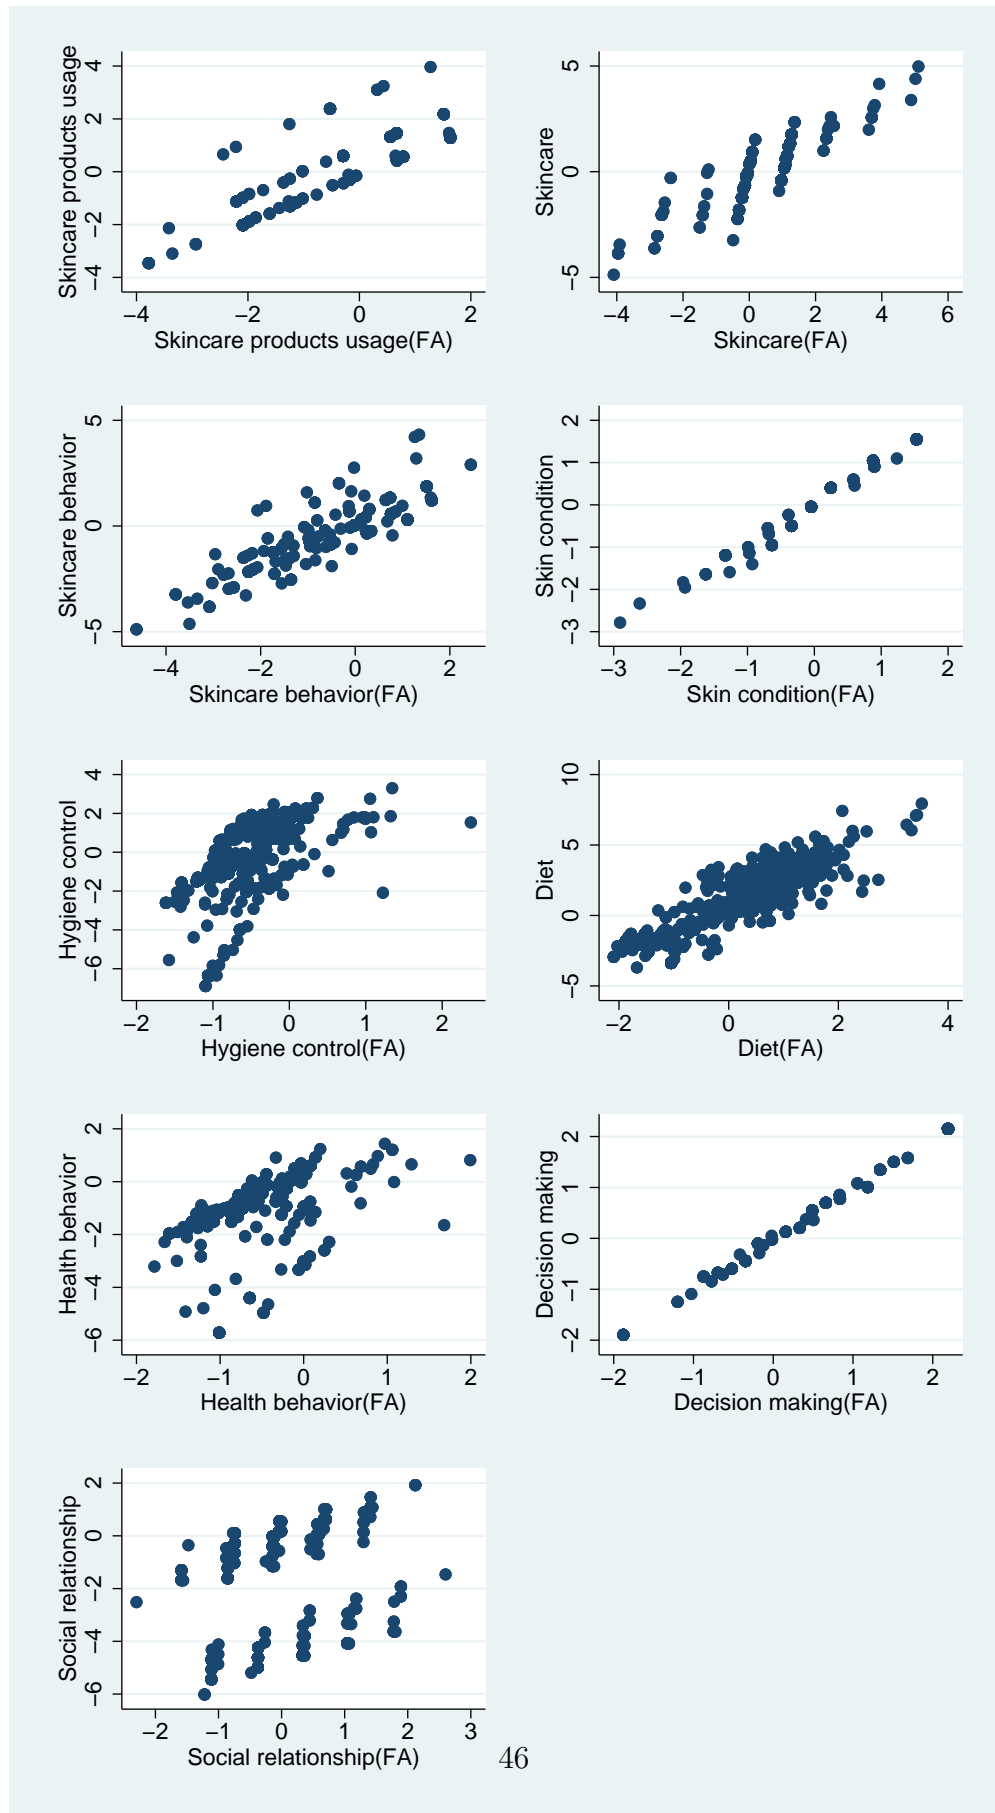 4
2
0
−2
−4
Skincare products usage
−4 −2 0 2
Skincare products usage(FA)
5
0
−5
Skincare
−4 −2 0 2 4 6
Skincare(FA)
5
0
−5
Skincare behavior
−4 −2 0 2
Skincare behavior(FA)
2
1
0
−1
−2
−3
Skin condition
−3 −2 −1 0 1 2
Skin condition(FA)
4
2
0
−2
−4
−6
Hygiene control
−2 −1 0 1 2
Hygiene control(FA)
10
5
0
−5
Diet
−2 0 2 4
Diet(FA)
2
0
−2
−4
−6
Health behavior
−2 −1 0 1 2
Health behavior(FA)
2
1
0
−1
−2
Decision making
−2 −1 0 1 2
Decision making(FA)
2
0
−2
−4
−6
Social relationship
−2 −1 0 1 2 3
Social relationship(FA)
46